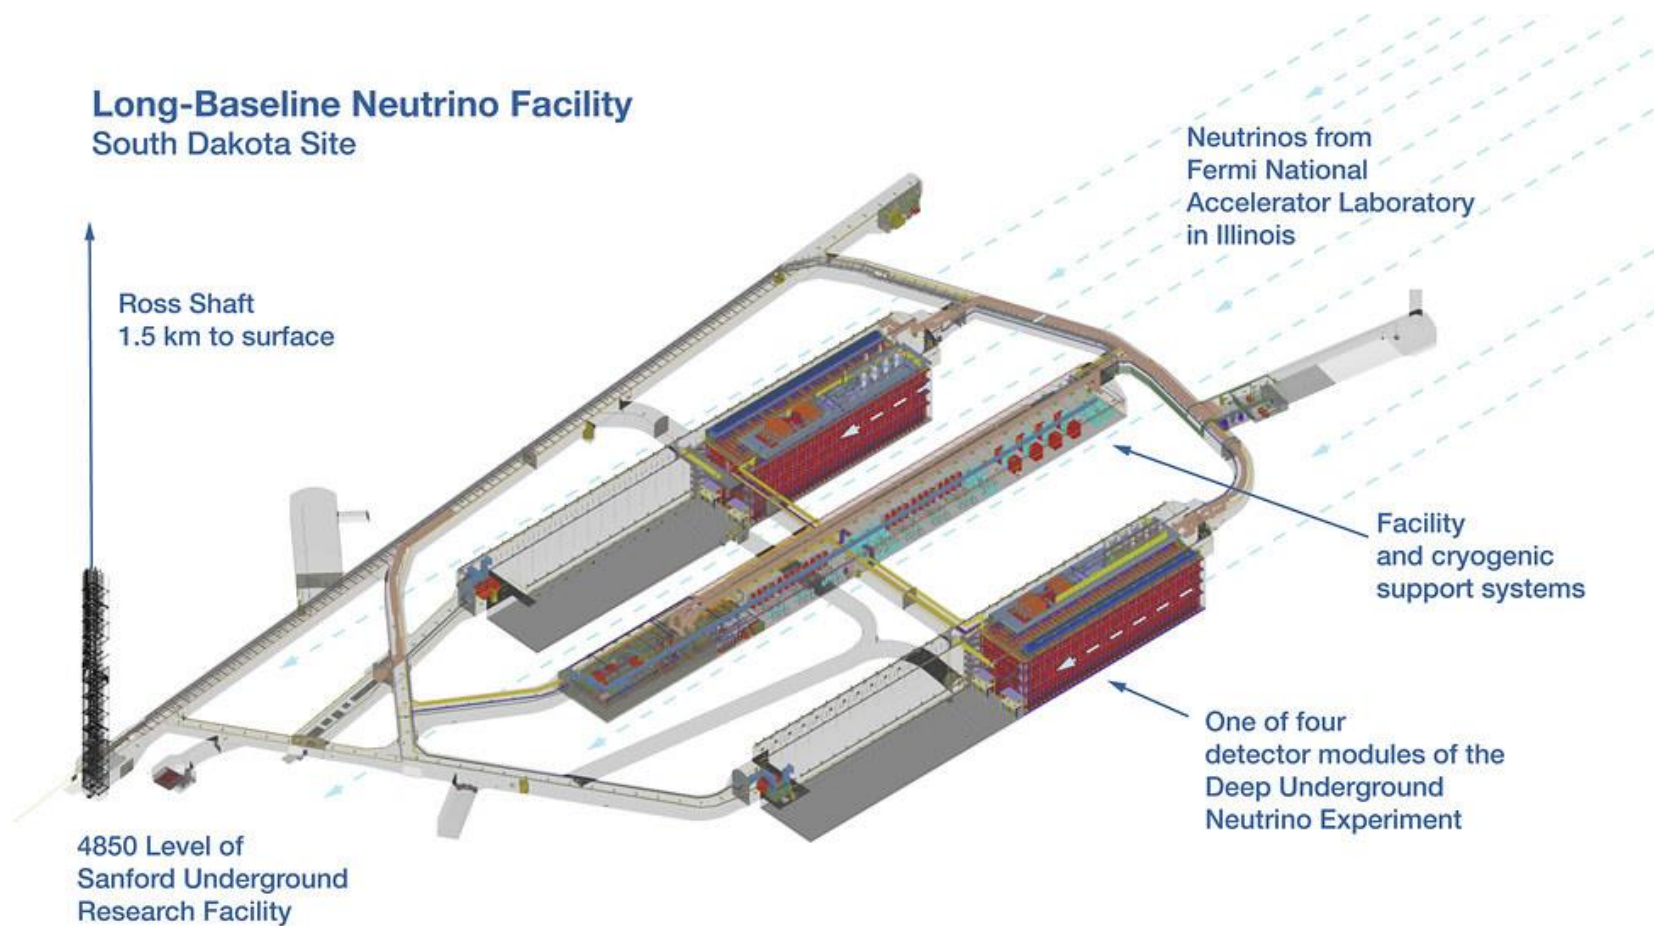 Long-Baseline Neutrino Facility
South Dakota Site
Neutrinos from
Fermi National
Accelerator Laboratory
in Illinois
Ross Shaft
1.5 km to surface
Facility
and cryogenic
support systems
One of four
detector modules of the
Deep Underground
Neutrino Experiment
4850 Level of
Sanford Underground
Research Facility